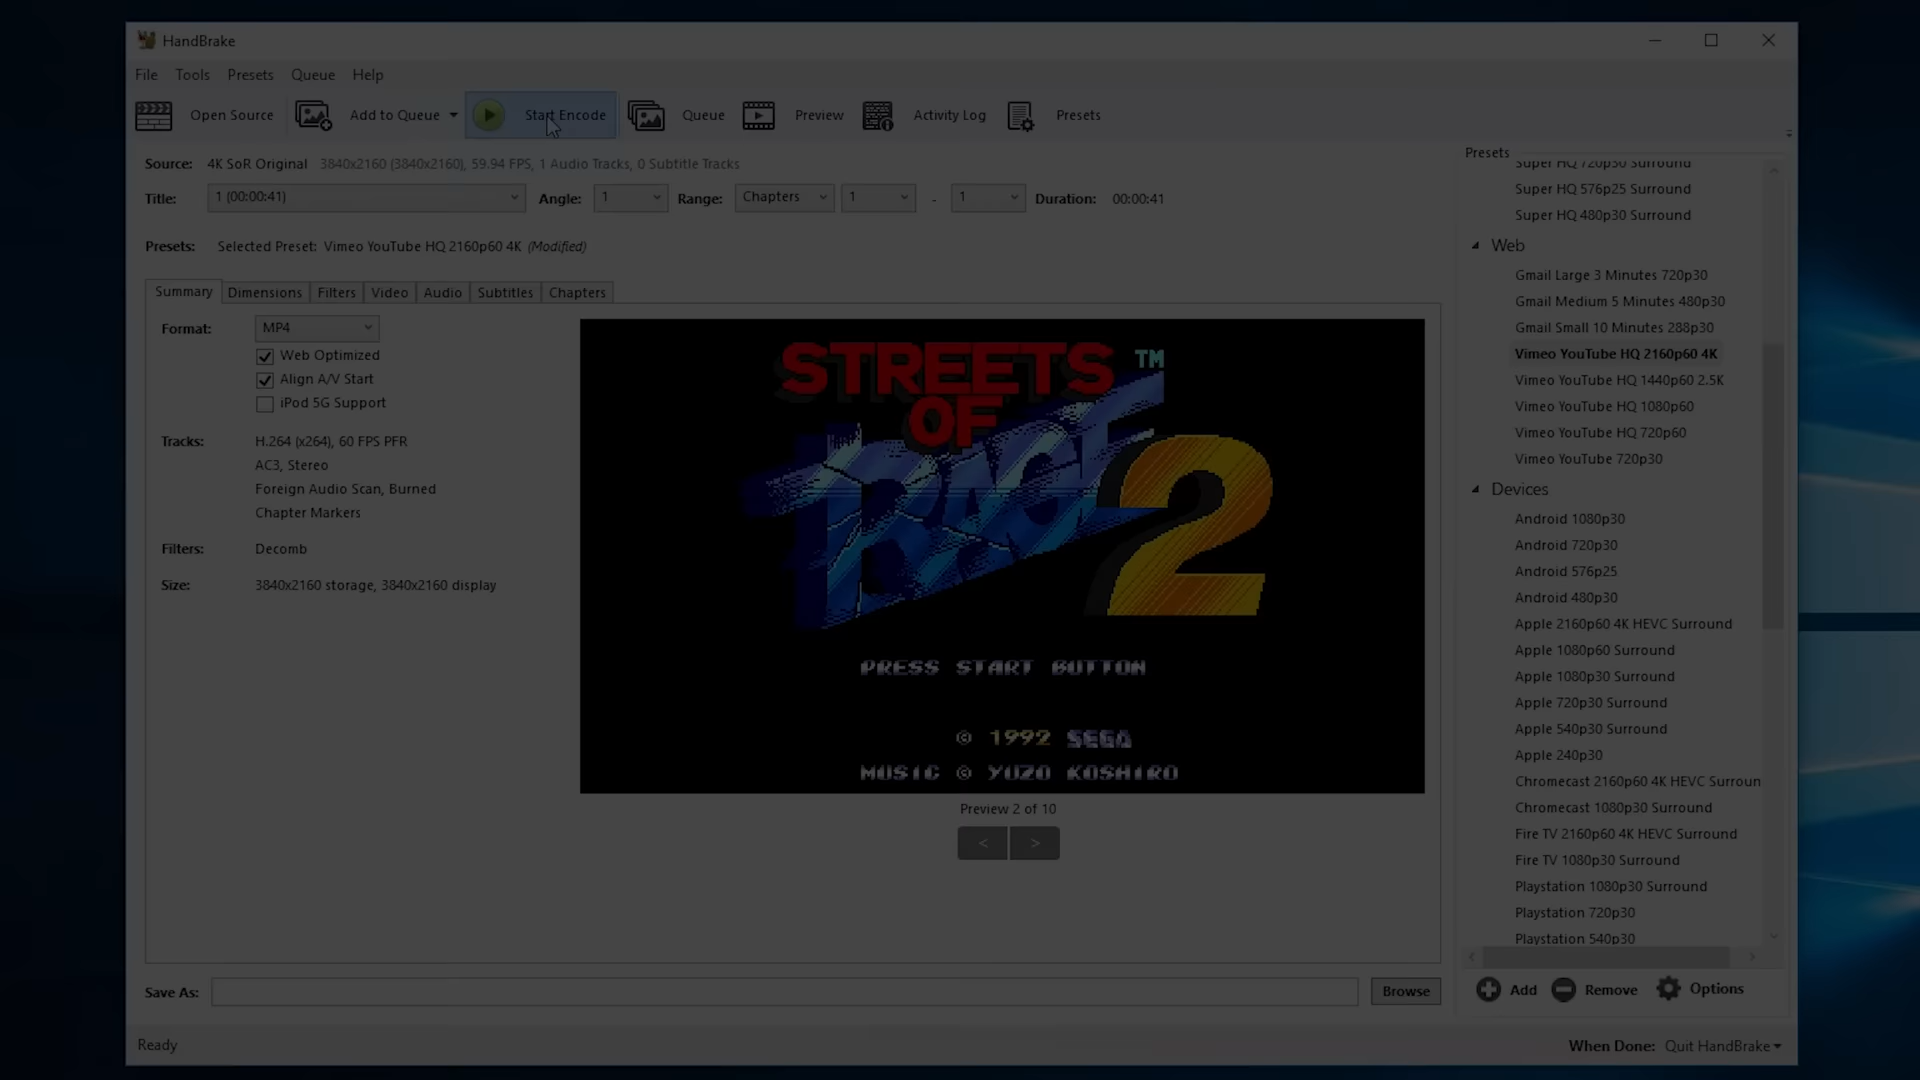 HandBrake
File Tools Presets Queue Help
Open Source Add to Queue Start Encode Queue Preview Activity Log Presets
Source: 4K SoR Original 3840x2160 (3840x2160), 59.94 FPS, 1 Audio Tracks, 0 Subtitle Tracks
Title: 1 (00:00:41) Angle: 1 Range: Chapters 1 - 1 Duration: 00:00:41
Presets: Selected Preset: Vimeo YouTube HQ 2160p60 4K (Modified)
Summary Dimensions Filters Video Audio Subtitles Chapters
Format: MP4
Web Optimized
Align A/V Start
iPod 5G Support
Tracks: H.264 (x264), 60 FPS PFR
AC3, Stereo
Foreign Audio Scan, Burned
Chapter Markers
Filters: Decomb
Size: 3840x2160 storage, 3840x2160 display
STREETS TM
OF
RAGE 2
PRESS START BUTTON
© 1992 SEGA
MUSIC © YUZO KOSHIRO
Preview 2 of 10
< >
Presets
Super HQ 720p30 Surround
Super HQ 576p25 Surround
Super HQ 480p30 Surround
Web
Gmail Large 3 Minutes 720p30
Gmail Medium 5 Minutes 480p30
Gmail Small 10 Minutes 288p30
Vimeo YouTube HQ 2160p60 4K
Vimeo YouTube HQ 1440p60 2.5K
Vimeo YouTube HQ 1080p60
Vimeo YouTube HQ 720p60
Vimeo YouTube 720p30
Devices
Android 1080p30
Android 720p30
Android 576p25
Android 480p30
Apple 2160p60 4K HEVC Surround
Apple 1080p60 Surround
Apple 1080p30 Surround
Apple 720p30 Surround
Apple 540p30 Surround
Apple 240p30
Chromecast 2160p60 4K HEVC Surroun
Chromecast 1080p30 Surround
Fire TV 2160p60 4K HEVC Surround
Fire TV 1080p30 Surround
Playstation 1080p30 Surround
Playstation 720p30
Playstation 540p30
Add Remove Options
Save As: Browse
Ready
When Done: Quit HandBrake